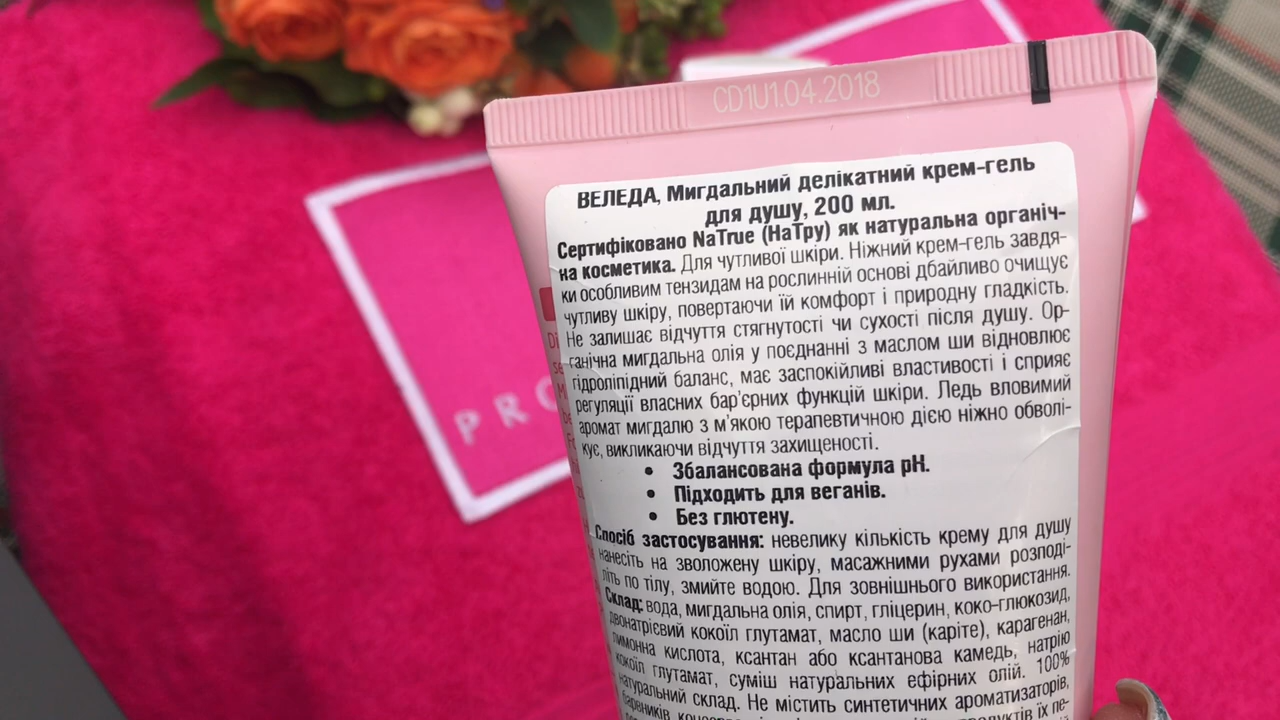 CD1U1.04.2018
ВЕЛЕДА, Мигдальний делікатний крем-гель
для душу, 200 мл.
Сертифіковано NaTrue (НаТру) як натуральна органіч-
на косметика. Для чутливої шкіри. Ніжний крем-гель завдя-
ки особливим тензидам на рослинній основі дбайливо очищує
чутливу шкіру, повертаючи їй комфорт і природну гладкість.
Не залишає відчуття стягнутості чи сухості після душу. Ор-
ганічна мигдальна олія у поєднанні з маслом ши відновлює
гідроліпідний баланс, має заспокійливі властивості і сприяє
регуляції власних бар'єрних функцій шкіри. Ледь вловимий
аромат мигдалю з м'якою терапевтичною дією ніжно обволі-
кує, викликаючи відчуття захищеності.
• Збалансована формула pH.
• Підходить для веганів.
• Без глютену.
Спосіб застосування: невелику кількість крему для душу
нанесіть на зволожену шкіру, масажними рухами розподі-
літь по тілу, змийте водою. Для зовнішнього використання.
Склад: вода, мигдальна олія, спирт, гліцерин, коко-глюкозид,
двонатрієвий кокоїл глутамат, масло ши (каріте), карагенан,
лимонна кислота, ксантан або ксантанова камедь, натрію
кокоїл глутамат, суміш натуральних ефірних олій. 100%
натуральний склад. Не містить синтетичних ароматизаторів,
барвників
продуктів їх пе-
PRO